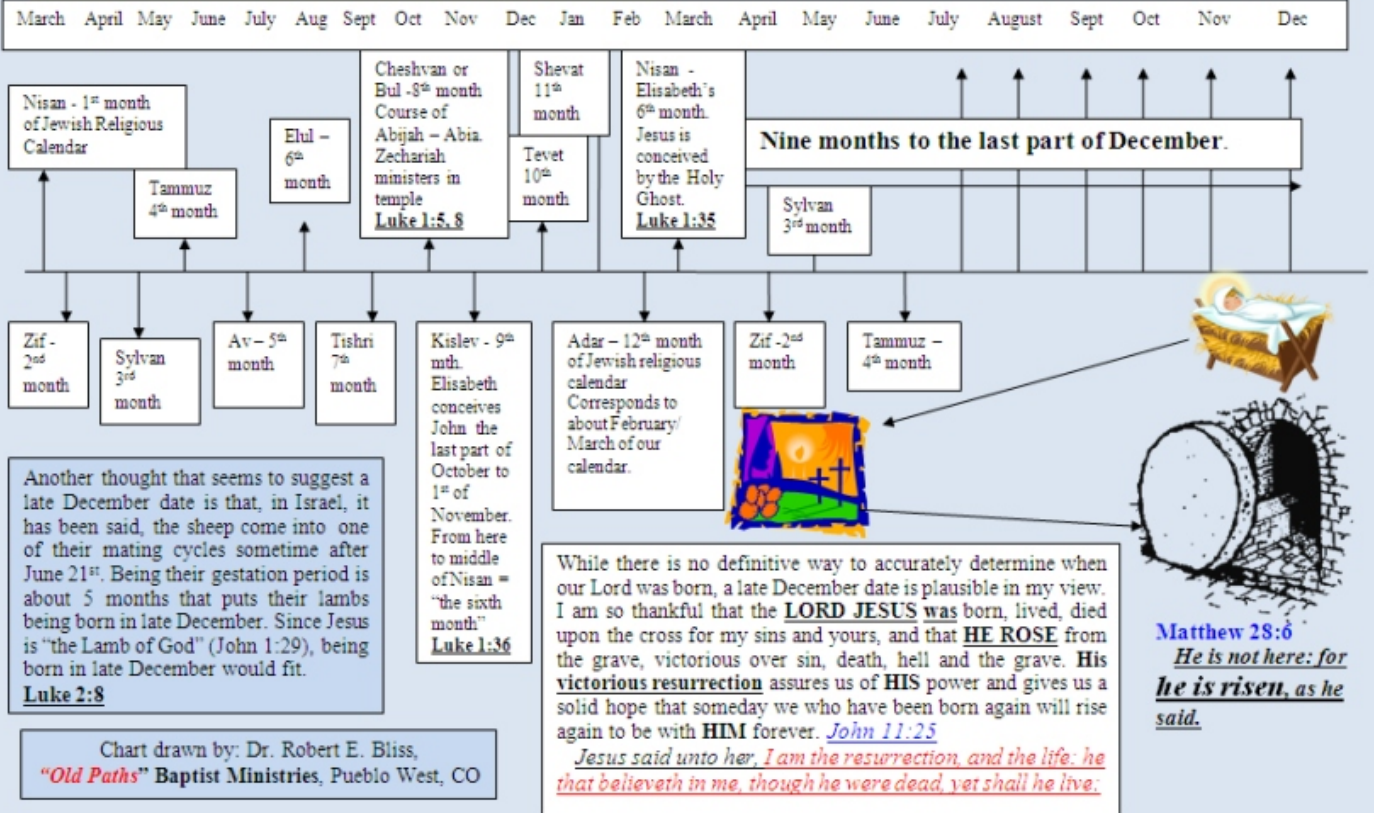 March April May June July Aug Sept Oct Nov Dec Jan Feb March April May June July August Sept Oct Nov Dec
Nisan - 1st month
of Jewish Religious
Calendar
Tammuz
4th month
Elul –
6th
month
Cheshvan or
Bul -8th month
Course of
Abijah – Abia.
Zechariah
ministers in
temple
Luke 1:5, 8
Shevat
11th
month
Tevet
10th
month
Nisan -
Elisabeth's
6th month.
Jesus is
conceived
by the Holy
Ghost.
Luke 1:35
Nine months to the last part of December.
Sylvan
3rd month
Zif -
2nd
month
Sylvan
3rd
month
Av – 5th
month
Tishri
7th
month
Kislev - 9th
mth.
Elisabeth
conceives
John the
last part of
October to
1st of
November.
From here
to middle
of Nisan =
“the sixth
month”
Luke 1:36
Adar – 12th month
of Jewish religious
calendar
Corresponds to
about February/
March of our
calendar.
Zif -2nd
month
Tammuz –
4th month
Another thought that seems to suggest a
late December date is that, in Israel, it
has been said, the sheep come into one
of their mating cycles sometime after
June 21st. Being their gestation period is
about 5 months that puts their lambs
being born in late December. Since Jesus
is “the Lamb of God” (John 1:29), being
born in late December would fit.
Luke 2:8
Chart drawn by: Dr. Robert E. Bliss,
“Old Paths” Baptist Ministries, Pueblo West, CO
While there is no definitive way to accurately determine when
our Lord was born, a late December date is plausible in my view.
I am so thankful that the LORD JESUS was born, lived, died
upon the cross for my sins and yours, and that HE ROSE from
the grave, victorious over sin, death, hell and the grave. His
victorious resurrection assures us of HIS power and gives us a
solid hope that someday we who have been born again will rise
again to be with HIM forever. John 11:25
Jesus said unto her, I am the resurrection, and the life: he
that believeth in me, though he were dead, yet shall he live:
Matthew 28:6
He is not here: for
he is risen, as he
said.